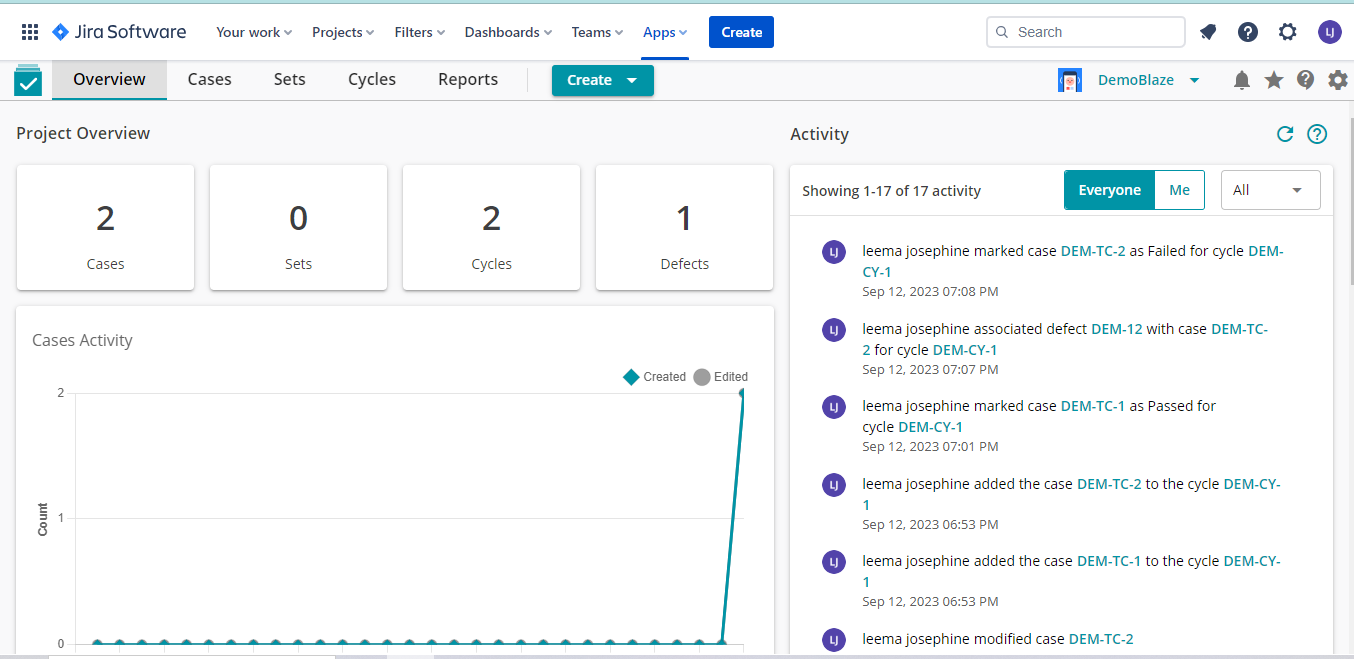 Jira Software Your work Projects Filters Dashboards Teams Apps Create Search LJ
Overview Cases Sets Cycles Reports Create DemoBlaze
Project Overview
2 0 2 1
Cases Sets Cycles Defects
Cases Activity
Created Edited
2
1
0
Count
Activity
Showing 1-17 of 17 activity Everyone Me All
LJ leema josephine marked case DEM-TC-2 as Failed for cycle DEM-
CY-1
Sep 12, 2023 07:08 PM
LJ leema josephine associated defect DEM-12 with case DEM-TC-
2 for cycle DEM-CY-1
Sep 12, 2023 07:07 PM
LJ leema josephine marked case DEM-TC-1 as Passed for
cycle DEM-CY-1
Sep 12, 2023 07:01 PM
LJ leema josephine added the case DEM-TC-2 to the cycle DEM-CY-
1
Sep 12, 2023 06:53 PM
LJ leema josephine added the case DEM-TC-1 to the cycle DEM-CY-
1
Sep 12, 2023 06:53 PM
LJ leema josephine modified case DEM-TC-2